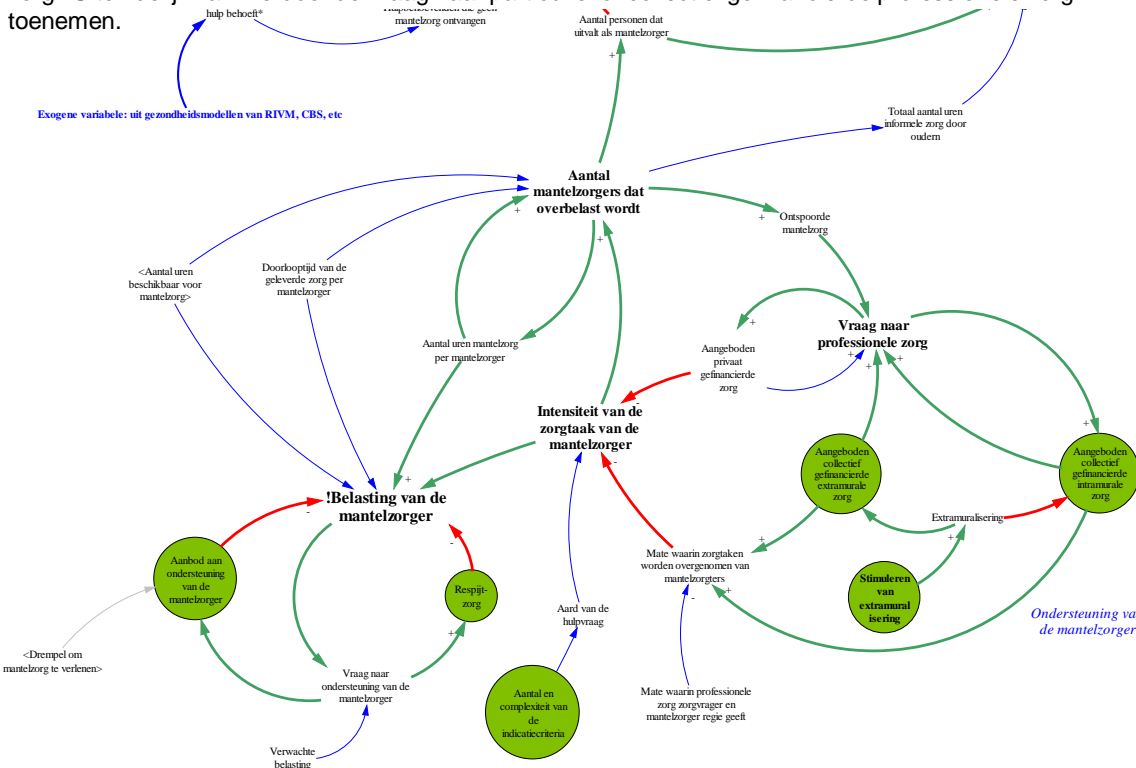 toenemen.
hulp behoeft*
mantelzorg ontvangen
Aantal personen dat
uitvalt als mantelzorger
+
Exogene variabele: uit gezondheidsmodellen van RIVM, CBS, etc
Totaal aantal uren
informele zorg door
oudern
Aantal
mantelzorgers dat
overbelast wordt
+
+
+
Ontspoorde
mantelzorg
<Aantal uren
beschikbaar voor
mantelzorg>
Doorlooptijd van de
geleverde zorg per
mantelzorger
Aantal uren mantelzorg
per mantelzorger
+
Vraag naar
professionele zorg
+
+
+
Aangeboden
privaat
gefinancierde
zorg
-
Intensiteit van de
zorgtaak van de
mantelzorger
-
+
Aangeboden
collectief
gefinancierde
extramurale
zorg
+
Aangeboden
collectief
gefinancierde
intramurale
zorg
!Belasting van de
mantelzorger
-
-
Extramuralisering
+
Aanbod aan
ondersteuning
van de
mantelzorger
Respijt-
zorg
+
Mate waarin zorgtaken
worden overgenomen van
mantelzorgters
+
-
+
Stimuleren
van
extramural
isering
Aard van de
hulpvraag
Ondersteuning va
de mantelzorger
<Drempel om
mantelzorg te verlenen>
Vraag naar
ondersteuning van de
mantelzorger
Aantal en
complexiteit van
de
indicatiecriteria
Mate waarin professionele
zorg zorgvrager en
mantelzorger regie geeft
Verwachte
belasting